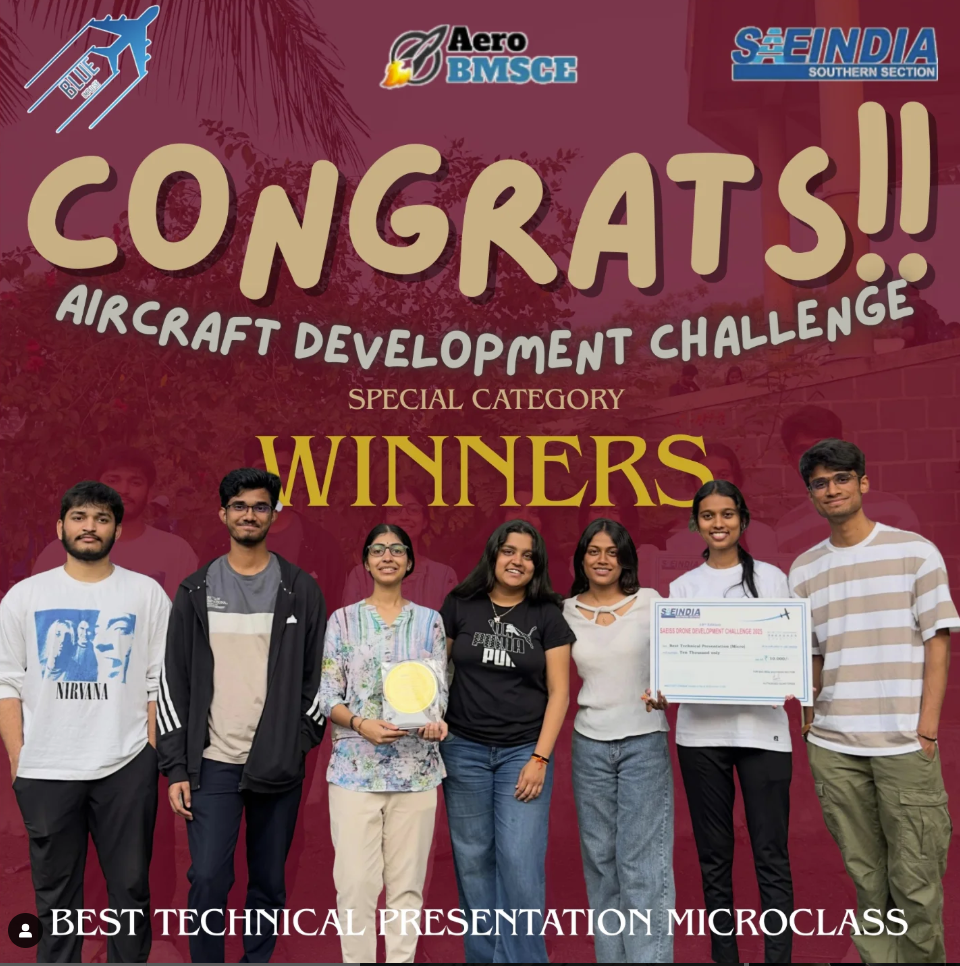 BLUE
Aero
BMSCE
SAEINDIA
SOUTHERN SECTION
CONGRATS!!
AIRCRAFT DEVELOPMENT CHALLENGE
SPECIAL CATEGORY
WINNERS
NIRVANA
PUMA
SAEINDIA
SAEISS DRONE DEVELOPMENT CHALLENGE 2025
Best Technical Presentation (Micro)
Ten Thousand only
BEST TECHNICAL PRESENTATION MICROCLASS